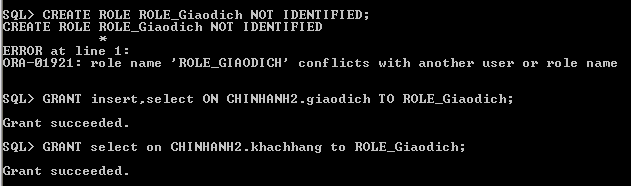 SQL> CREATE ROLE ROLE_Giaodich NOT IDENTIFIED;
CREATE ROLE ROLE_Giaodich NOT IDENTIFIED
*
ERROR at line 1:
ORA-01921: role name 'ROLE_GIAODICH' conflicts with another user or role name
SQL> GRANT insert,select ON CHINHANH2.giaodich TO ROLE_Giaodich;
Grant succeeded.
SQL> GRANT select on CHINHANH2.khachhang to ROLE_Giaodich;
Grant succeeded.